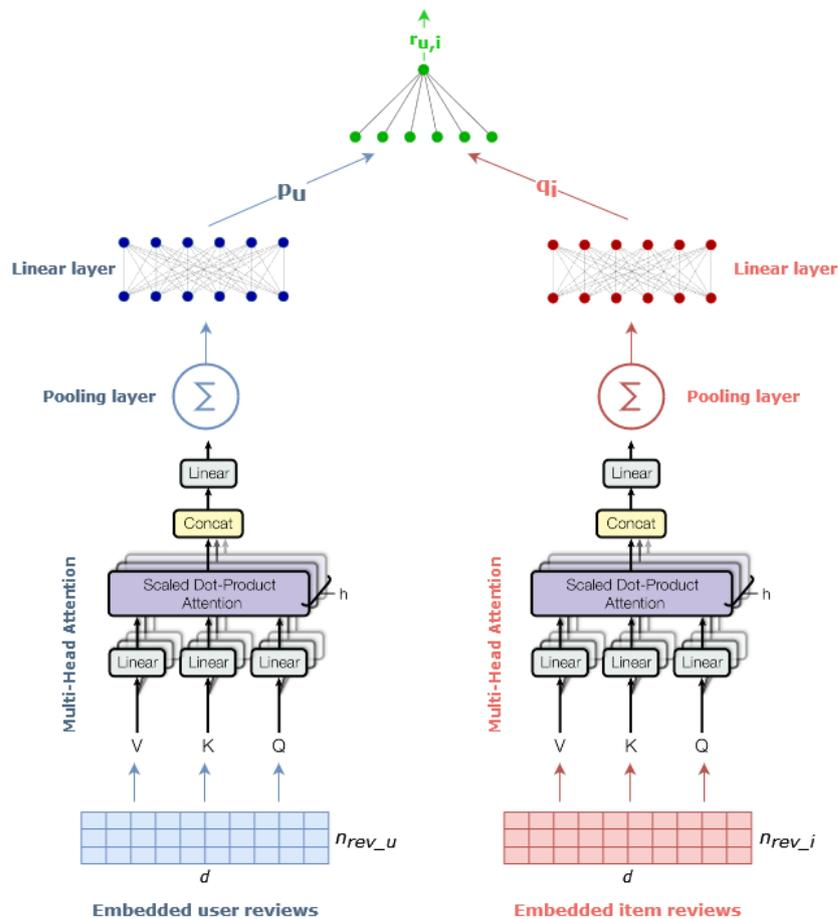 r_u,i
p_u
q_i
Linear layer
Linear layer
Pooling layer
Σ
Σ
Pooling layer
Linear
Linear
Concat
Concat
Multi-Head Attention
Scaled Dot-Product
Attention
h
Multi-Head Attention
Scaled Dot-Product
Attention
h
Linear
Linear
Linear
Linear
Linear
Linear
V
K
Q
V
K
Q
n_rev_u
n_rev_i
d
d
Embedded user reviews
Embedded item reviews